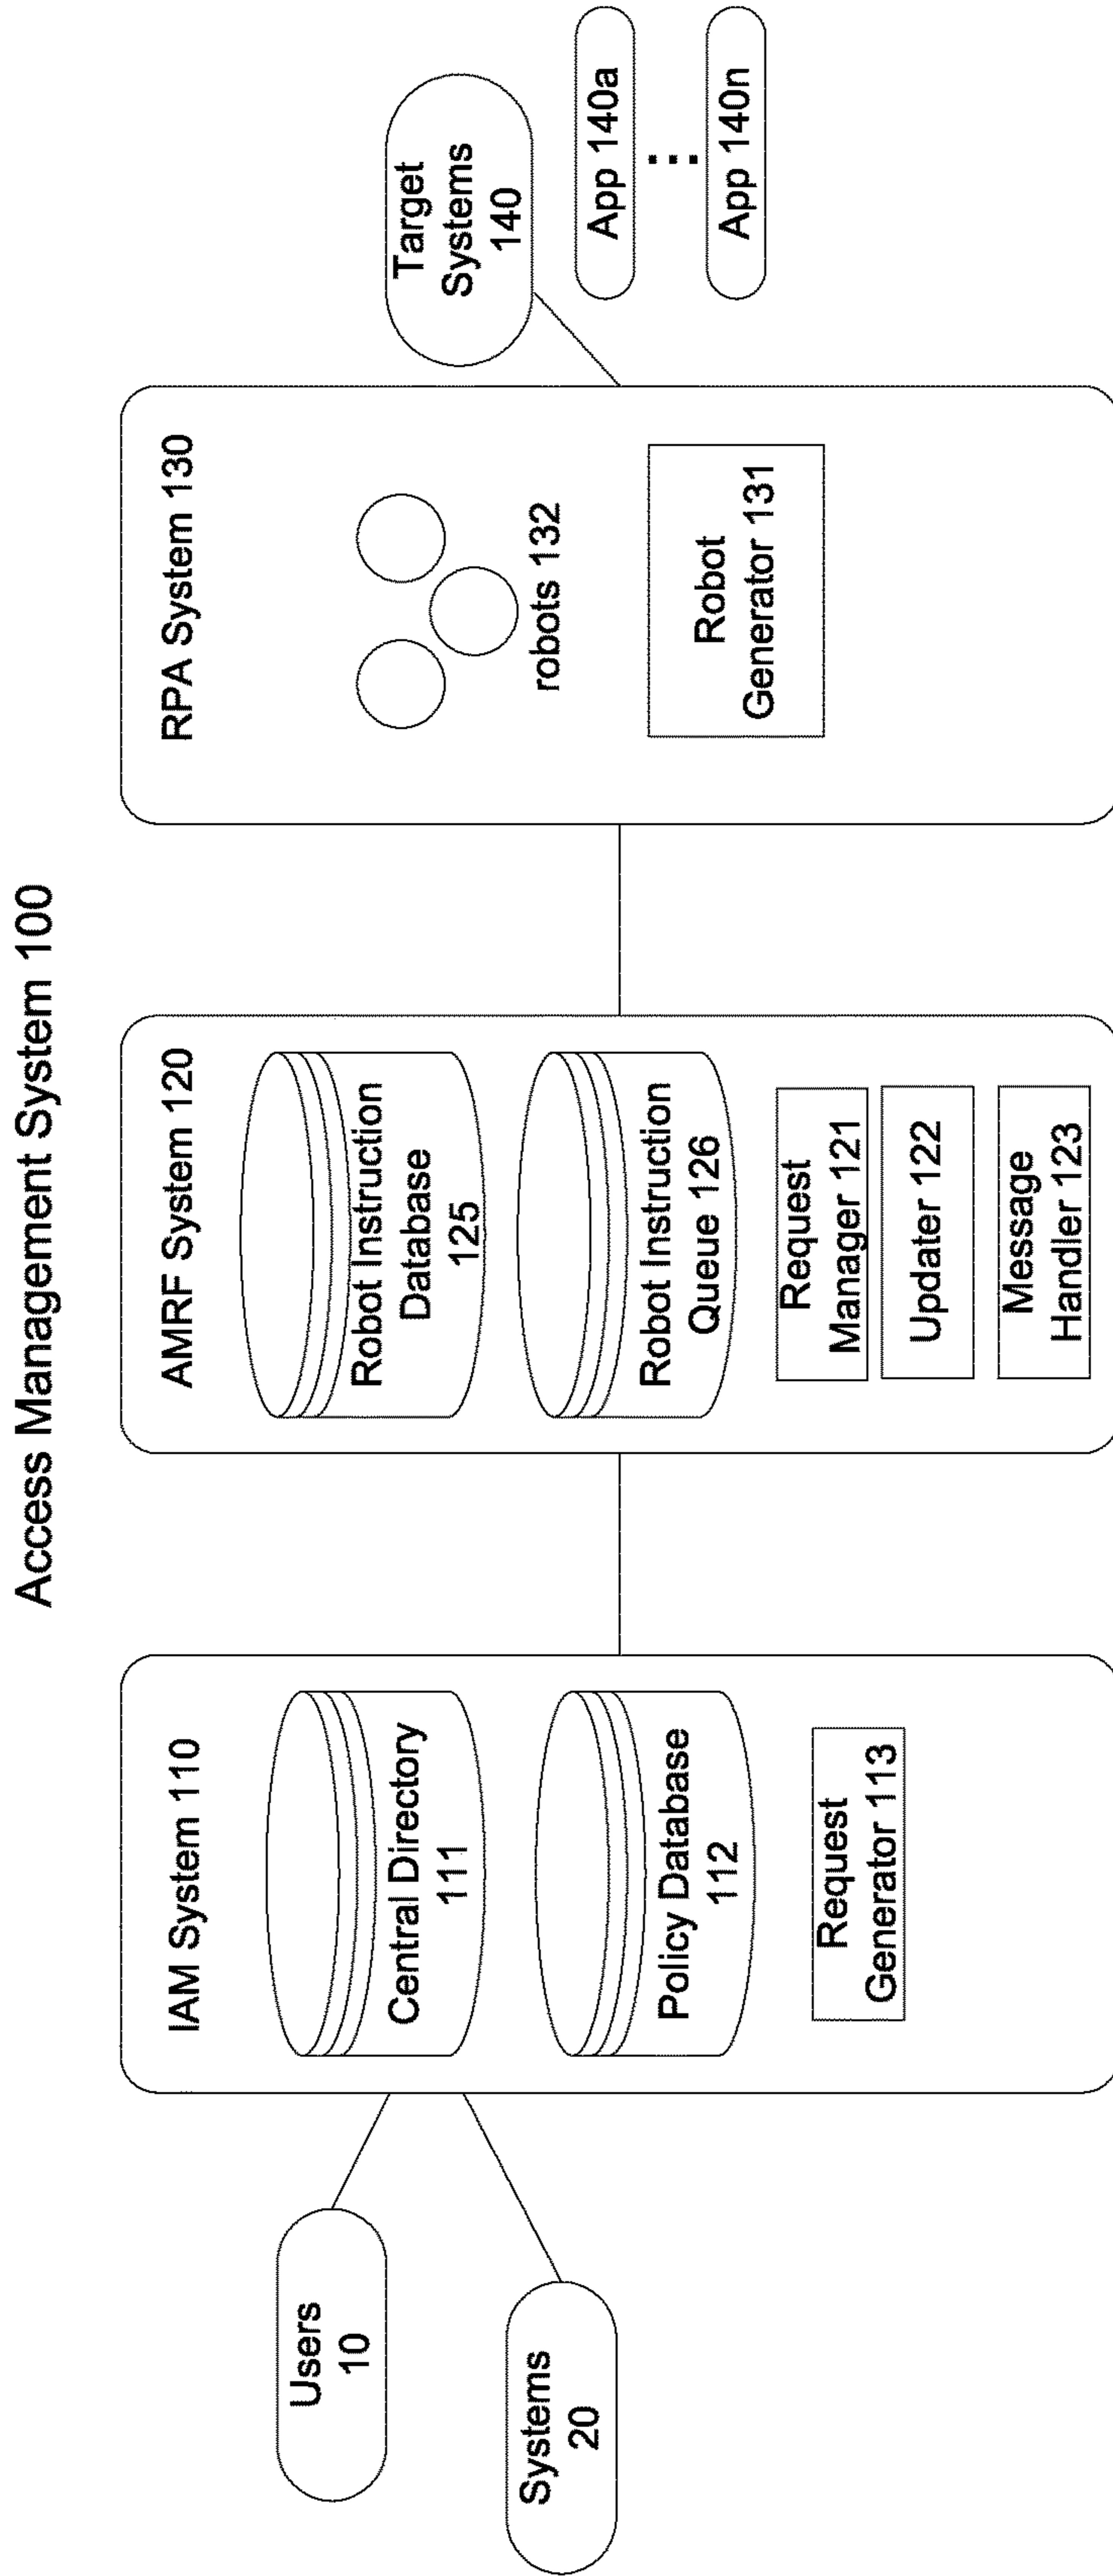 Access Management System 100
Users
10
Systems
20
IAM System 110
Central Directory
111
Policy Database
112
Request
Generator 113
AMRF System 120
Robot Instruction
Database
125
Robot Instruction
Queue 126
Request
Manager 121
Updater 122
Message
Handler 123
RPA System 130
robots 132
Robot
Generator 131
Target
Systems
140
App 140a
App 140n